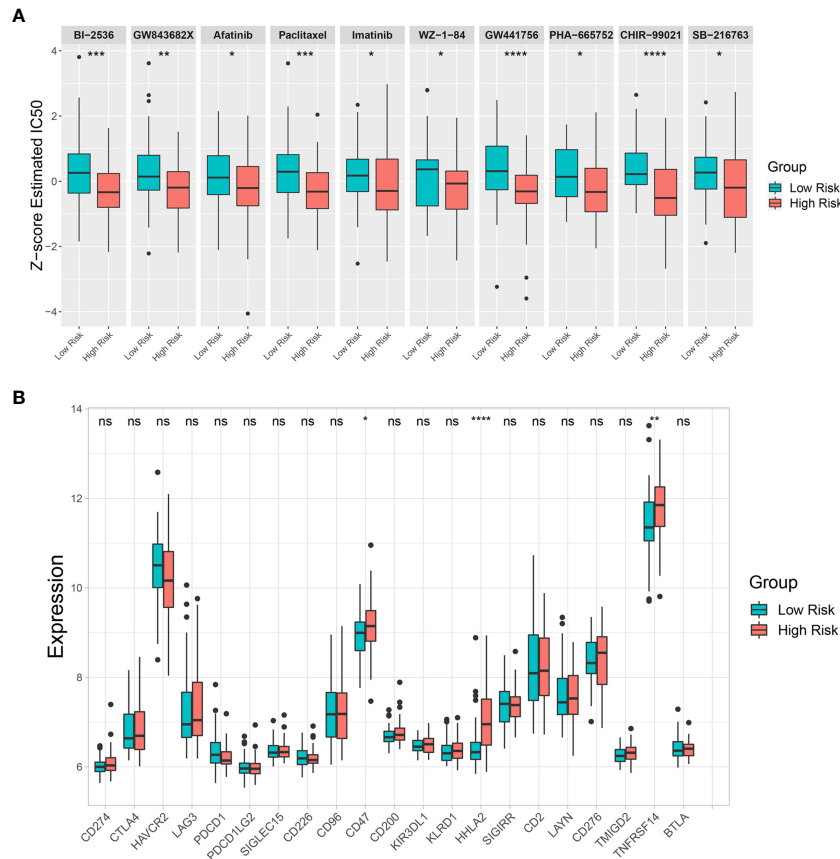 A
BI-2536 GW843682X Afatinib Paclitaxel Imatinib WZ-1-84 GW441756 PHA-665752 CHIR-99021 SB-216763
*** ** * *** * * **** * **** *
4
2
0
−2
−4
Z-score Estimated IC50
Low Risk High Risk Low Risk High Risk Low Risk High Risk Low Risk High Risk Low Risk High Risk Low Risk High Risk Low Risk High Risk Low Risk High Risk Low Risk High Risk Low Risk High Risk
Group
Low Risk
High Risk
B
14
12
10
8
6
Expression
ns ns ns ns ns ns ns ns ns * ns ns ns **** ns ns ns ns ns ** ns
CD274 CTLA4 HAVCR2 LAG3 PDCD1 PDCD1LG2 SIGLEC15 CD226 CD96 CD47 CD200 KIR3DL1 KLRD1 HHLA2 SIGIRR CD2 LAYN CD276 TMIGD2 TNFRSF14 BTLA
Group
Low Risk
High Risk